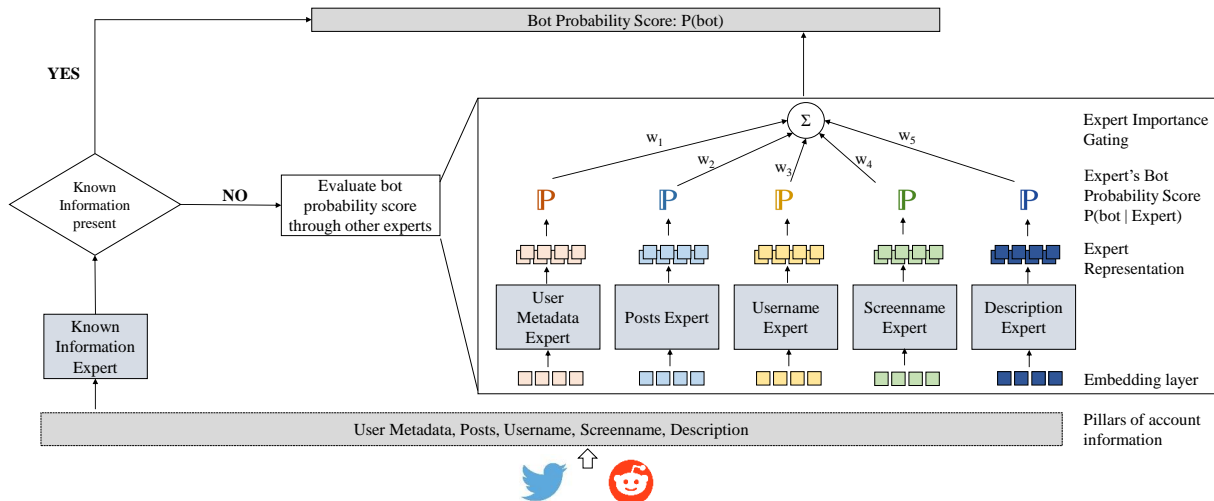 Bot Probability Score: P(bot)
YES
Known
Information
present
NO
Evaluate bot
probability score
through other experts
Σ
w1
w2
w3
w4
w5
Expert Importance
Gating
ℙ
ℙ
ℙ
ℙ
ℙ
Expert's Bot
Probability Score
P(bot | Expert)
Expert
Representation
Known
Information
Expert
User
Metadata
Expert
Posts Expert
Username
Expert
Screenname
Expert
Description
Expert
Embedding layer
User Metadata, Posts, Username, Screenname, Description
Pillars of account
information